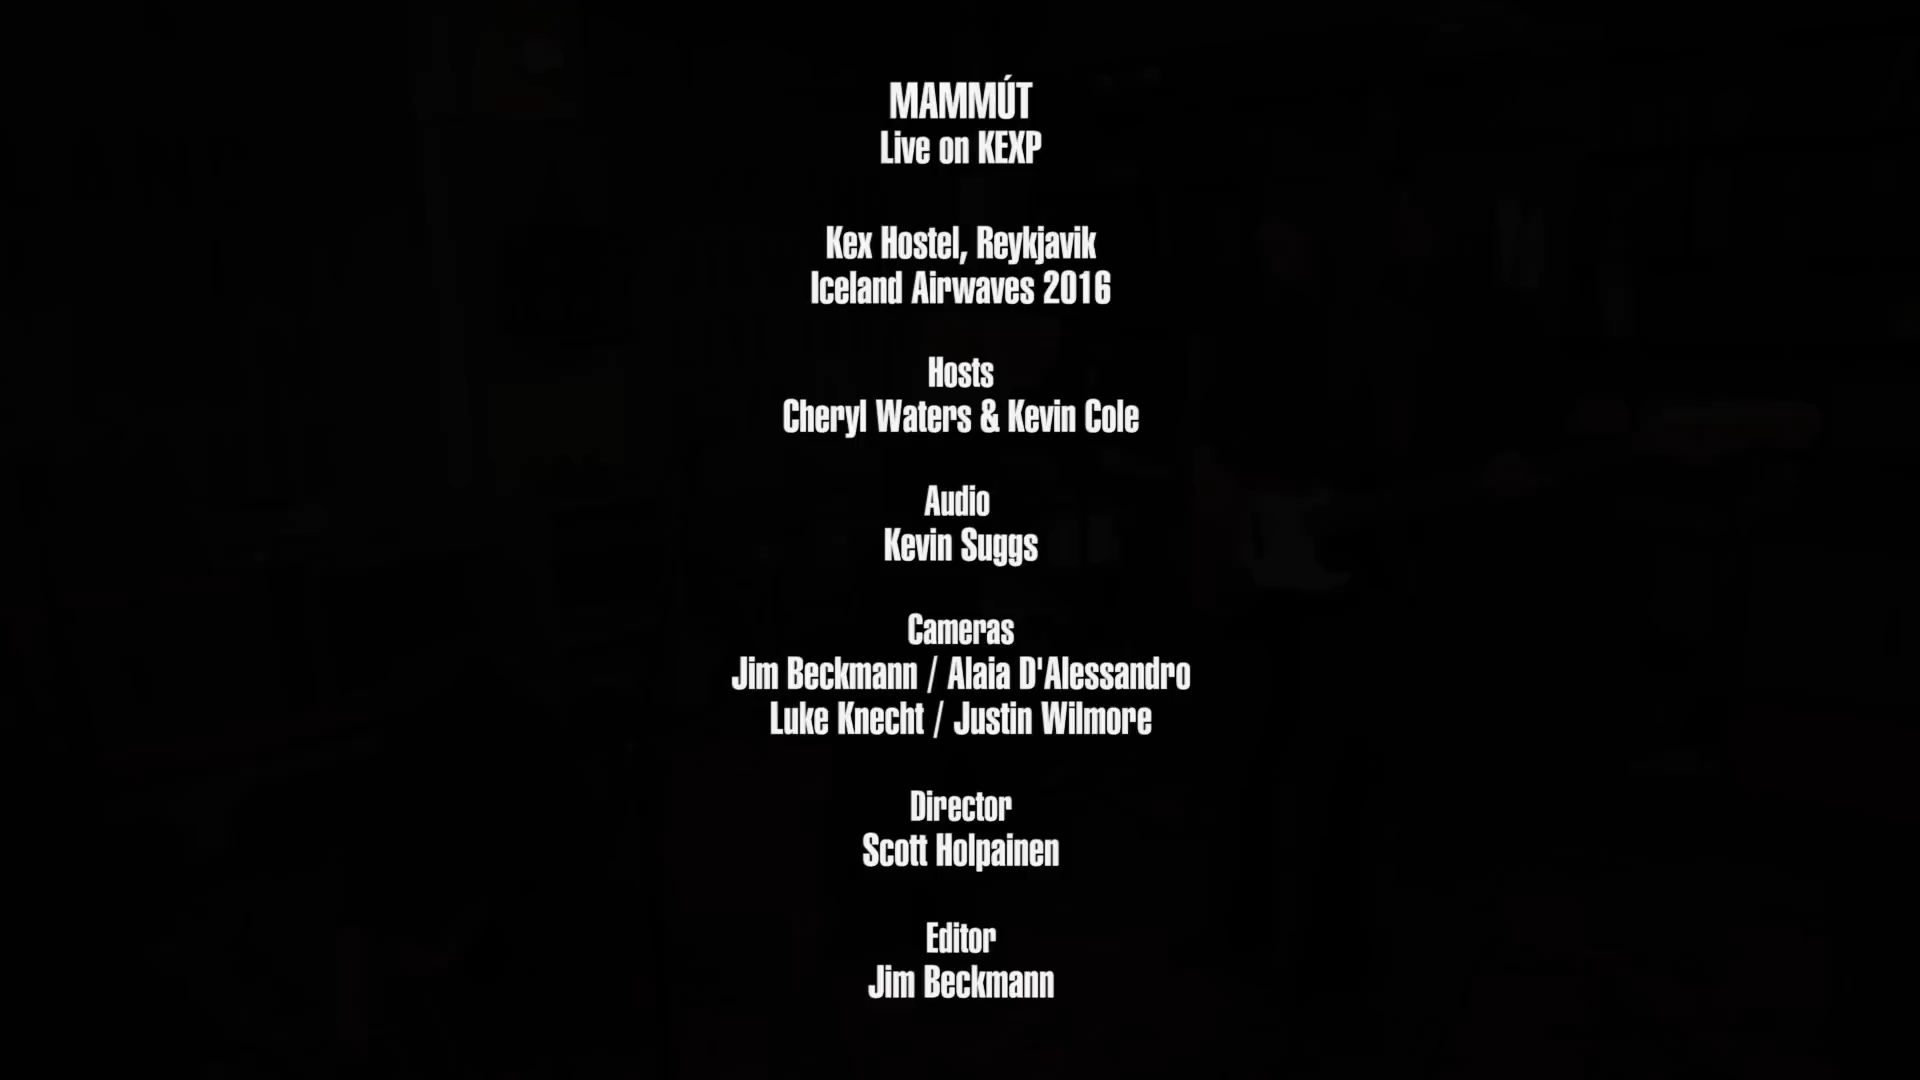 MAMMÚT
Live on KEXP
Kex Hostel, Reykjavik
Iceland Airwaves 2016
Hosts
Cheryl Waters & Kevin Cole
Audio
Kevin Suggs
Cameras
Jim Beckmann / Alaia D'Alessandro
Luke Knecht / Justin Wilmore
Director
Scott Holpainen
Editor
Jim Beckmann